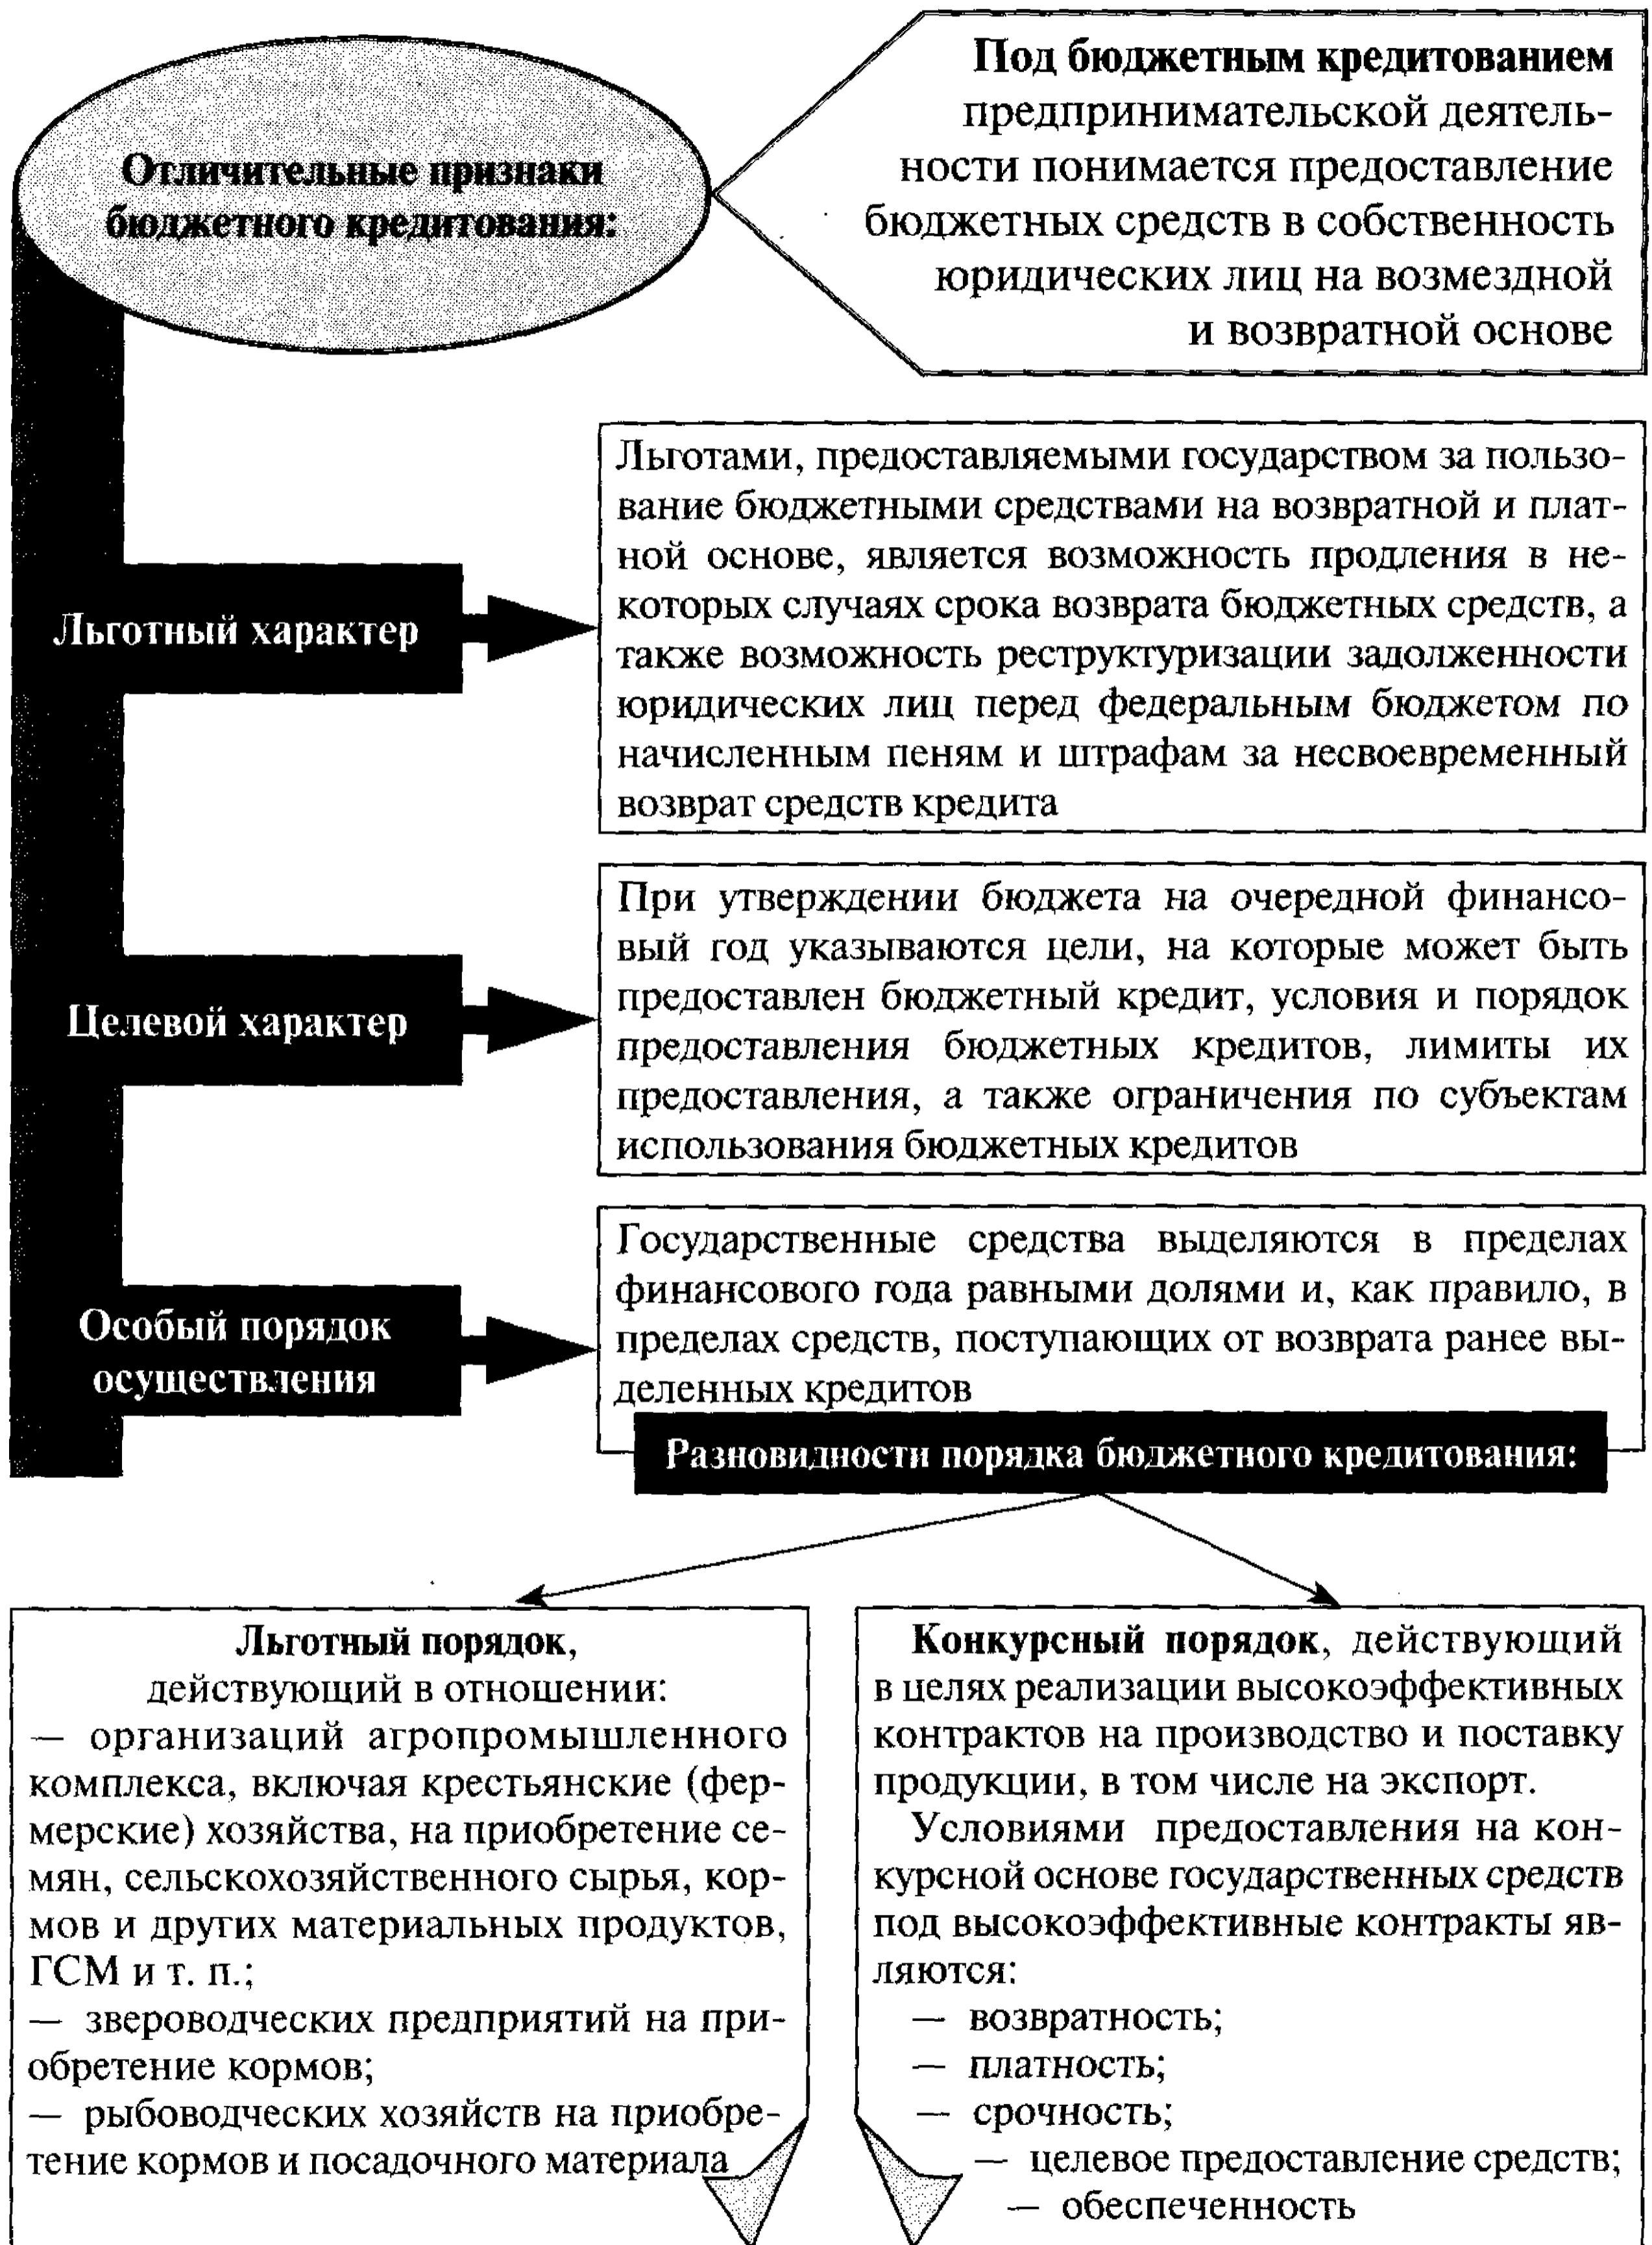 Отличительные признаки
бюджетного кредитования:
Под бюджетным кредитованием
предпринимательской деятель-
ности понимается предоставление
бюджетных средств в собственность
юридических лиц на возмездной
и возвратной основе
Льготный характер
Льготами, предоставляемыми государством за пользо-
вание бюджетными средствами на возвратной и плат-
ной основе, является возможность продления в не-
которых случаях срока возврата бюджетных средств, а
также возможность реструктуризации задолженности
юридических лиц перед федеральным бюджетом по
начисленным пеням и штрафам за несвоевременный
возврат средств кредита
Целевой характер
При утверждении бюджета на очередной финансо-
вый год указываются цели, на которые может быть
предоставлен бюджетный кредит, условия и порядок
предоставления бюджетных кредитов, лимиты их
предоставления, а также ограничения по субъектам
использования бюджетных кредитов
Особый порядок
осуществления
Государственные средства выделяются в пределах
финансового года равными долями и, как правило, в
пределах средств, поступающих от возврата ранее вы-
деленных кредитов
Разновидности порядка бюджетного кредитования:
Льготный порядок,
действующий в отношении:
— организаций агропромышленного
комплекса, включая крестьянские (фер-
мерские) хозяйства, на приобретение се-
мян, сельскохозяйственного сырья, кор-
мов и других материальных продуктов,
ГСМ и т. п.;
— звероводческих предприятий на при-
обретение кормов;
— рыбоводческих хозяйств на приобре-
тение кормов и посадочного материала
Конкурсный порядок, действующий
в целях реализации высокоэффективных
контрактов на производство и поставку
продукции, в том числе на экспорт.
Условиями предоставления на кон-
курсной основе государственных средств
под высокоэффективные контракты яв-
ляются:
— возвратность;
— платность;
— срочность;
— целевое предоставление средств;
— обеспеченность